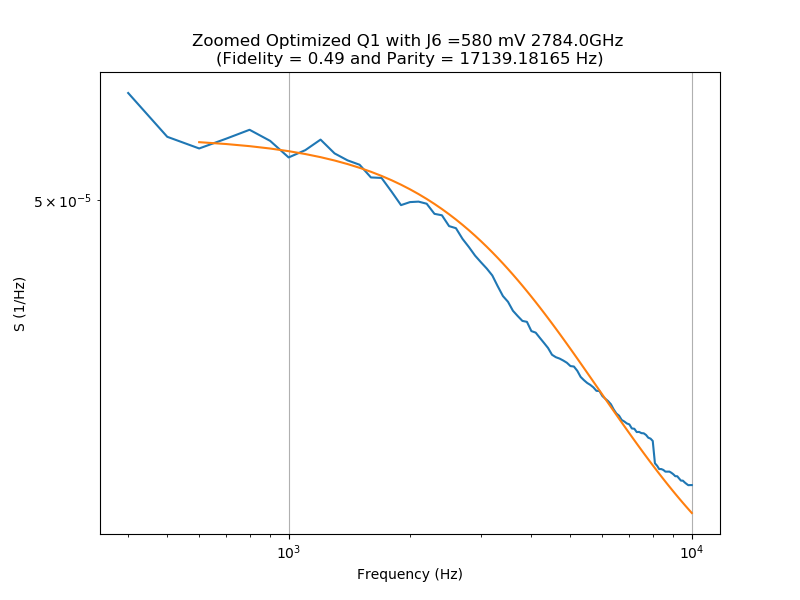 Zoomed Optimized Q1 with J6 =580 mV 2784.0GHz
(Fidelity = 0.49 and Parity = 17139.18165 Hz)
5 × 10⁻⁵
S (1/Hz)
10³ 10⁴
Frequency (Hz)